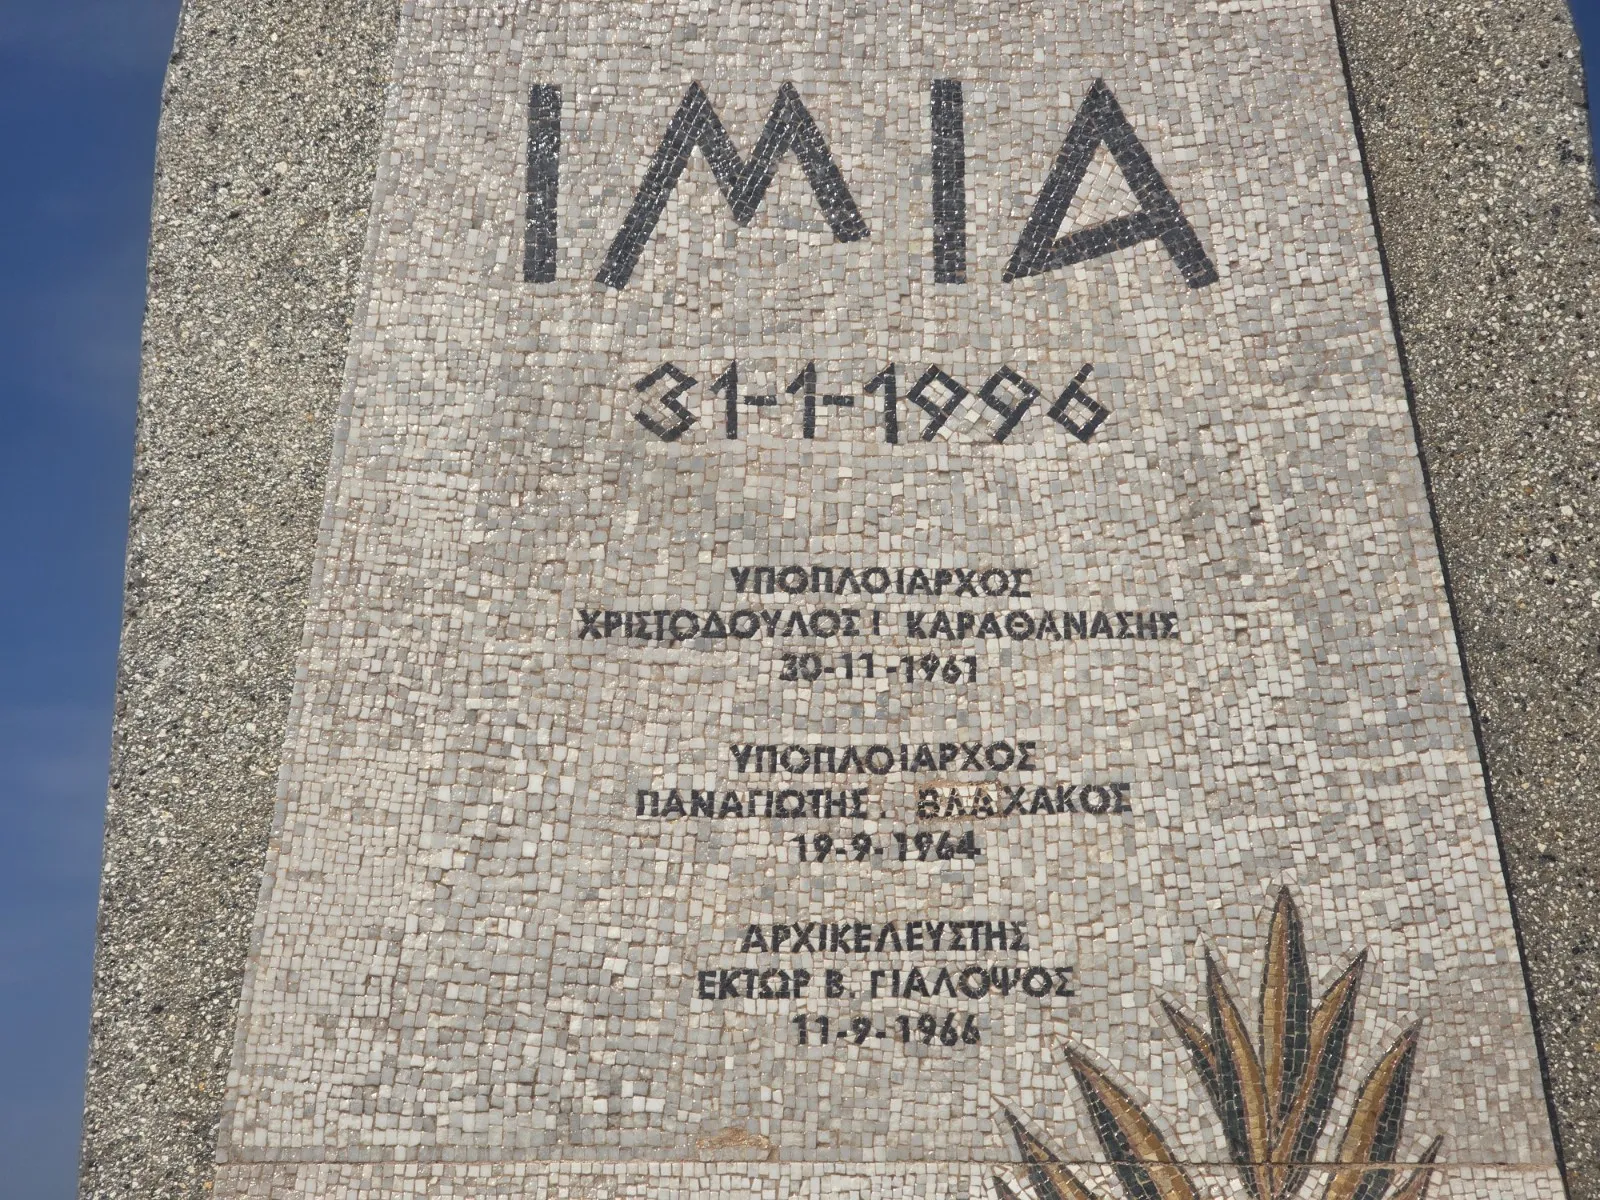 ΙΜΙΑ
31-1-1996
ΥΠΟΠΛΟΙΑΡΧΟΣ
ΧΡΙΣΤΟΔΟΥΛΟΣ Ι ΚΑΡΑΘΑΝΑΣΗΣ
30-11-1961
ΥΠΟΠΛΟΙΑΡΧΟΣ
ΠΑΝΑΓΙΩΤΗΣ . ΒΛΑΧΑΚΟΣ
19-9-1964
ΑΡΧΙΚΕΛΕΥΣΤΗΣ
ΕΚΤΩΡ Β. ΓΙΑΛΟΨΟΣ
11-9-1966